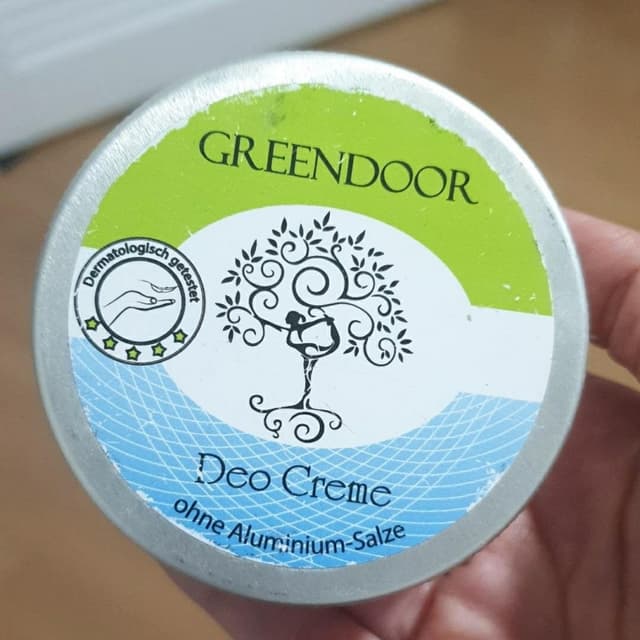 GREENDOOR
Dermatologisch getestet
Deo Creme
ohne Aluminium-Salze